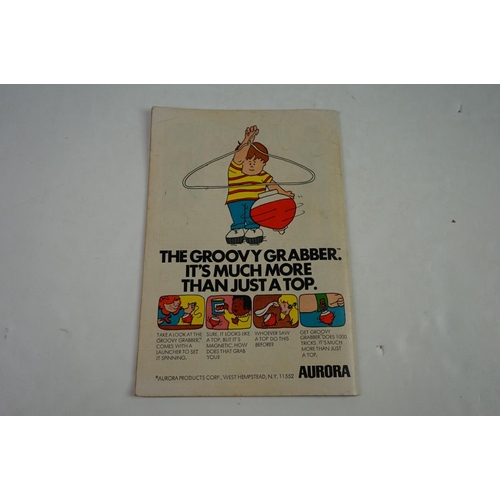 THE GROOVY GRABBER.™
IT'S MUCH MORE
THAN JUST A TOP.
TAKE A LOOK AT THE
GROOVY GRABBER,™
COMES WITH A
LAUNCHER TO SET
IT SPINNING.
SURE, IT LOOKS LIKE
A TOP, BUT IT'S
MAGNETIC. HOW
DOES THAT GRAB
YOU?
WHOEVER SAW
A TOP DO THIS
BEFORE?
GET GROOVY
GRABBER. DOES 1000
TRICKS. IT'S MUCH
MORE THAN JUST
A TOP.
©AURORA PRODUCTS CORP., WEST HEMPSTEAD, N.Y. 11552
AURORA